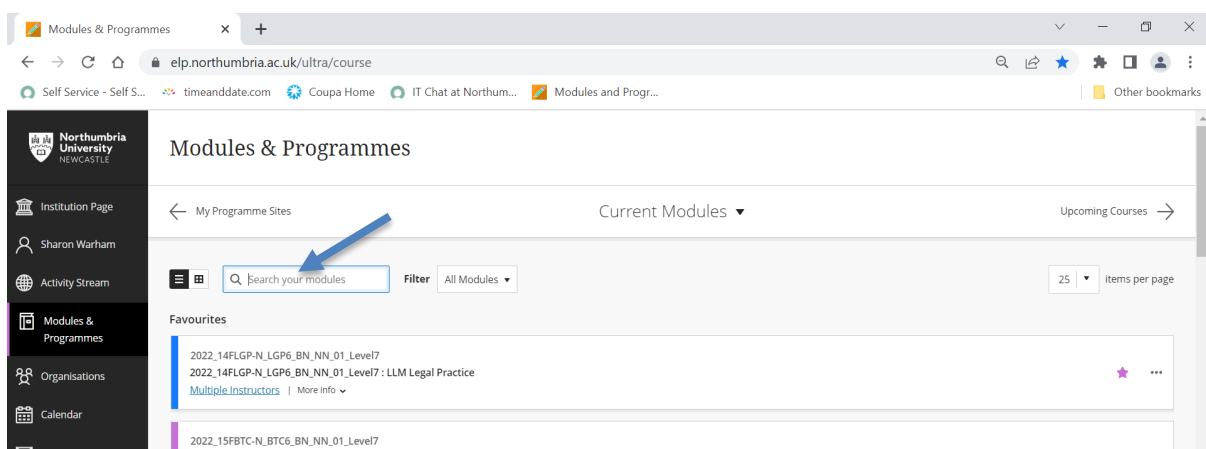 Modules & Programmes
elp.northumbria.ac.uk/ultra/course
Self Service - Self S... timeanddate.com Coupa Home IT Chat at Northum... Modules and Progr... Other bookmarks
Northumbria
University
NEWCASTLE
Modules & Programmes
Institution Page
My Programme Sites Current Modules Upcoming Courses
Sharon Warham
Search your modules Filter All Modules 25 items per page
Activity Stream
Favourites
Modules &
Programmes
2022_14FLGP-N_LGP6_BN_NN_01_Level7
2022_14FLGP-N_LGP6_BN_NN_01_Level7 : LLM Legal Practice
Multiple Instructors | More info
Organisations
Calendar
2022_15FBTC-N_BTC6_BN_NN_01_Level7